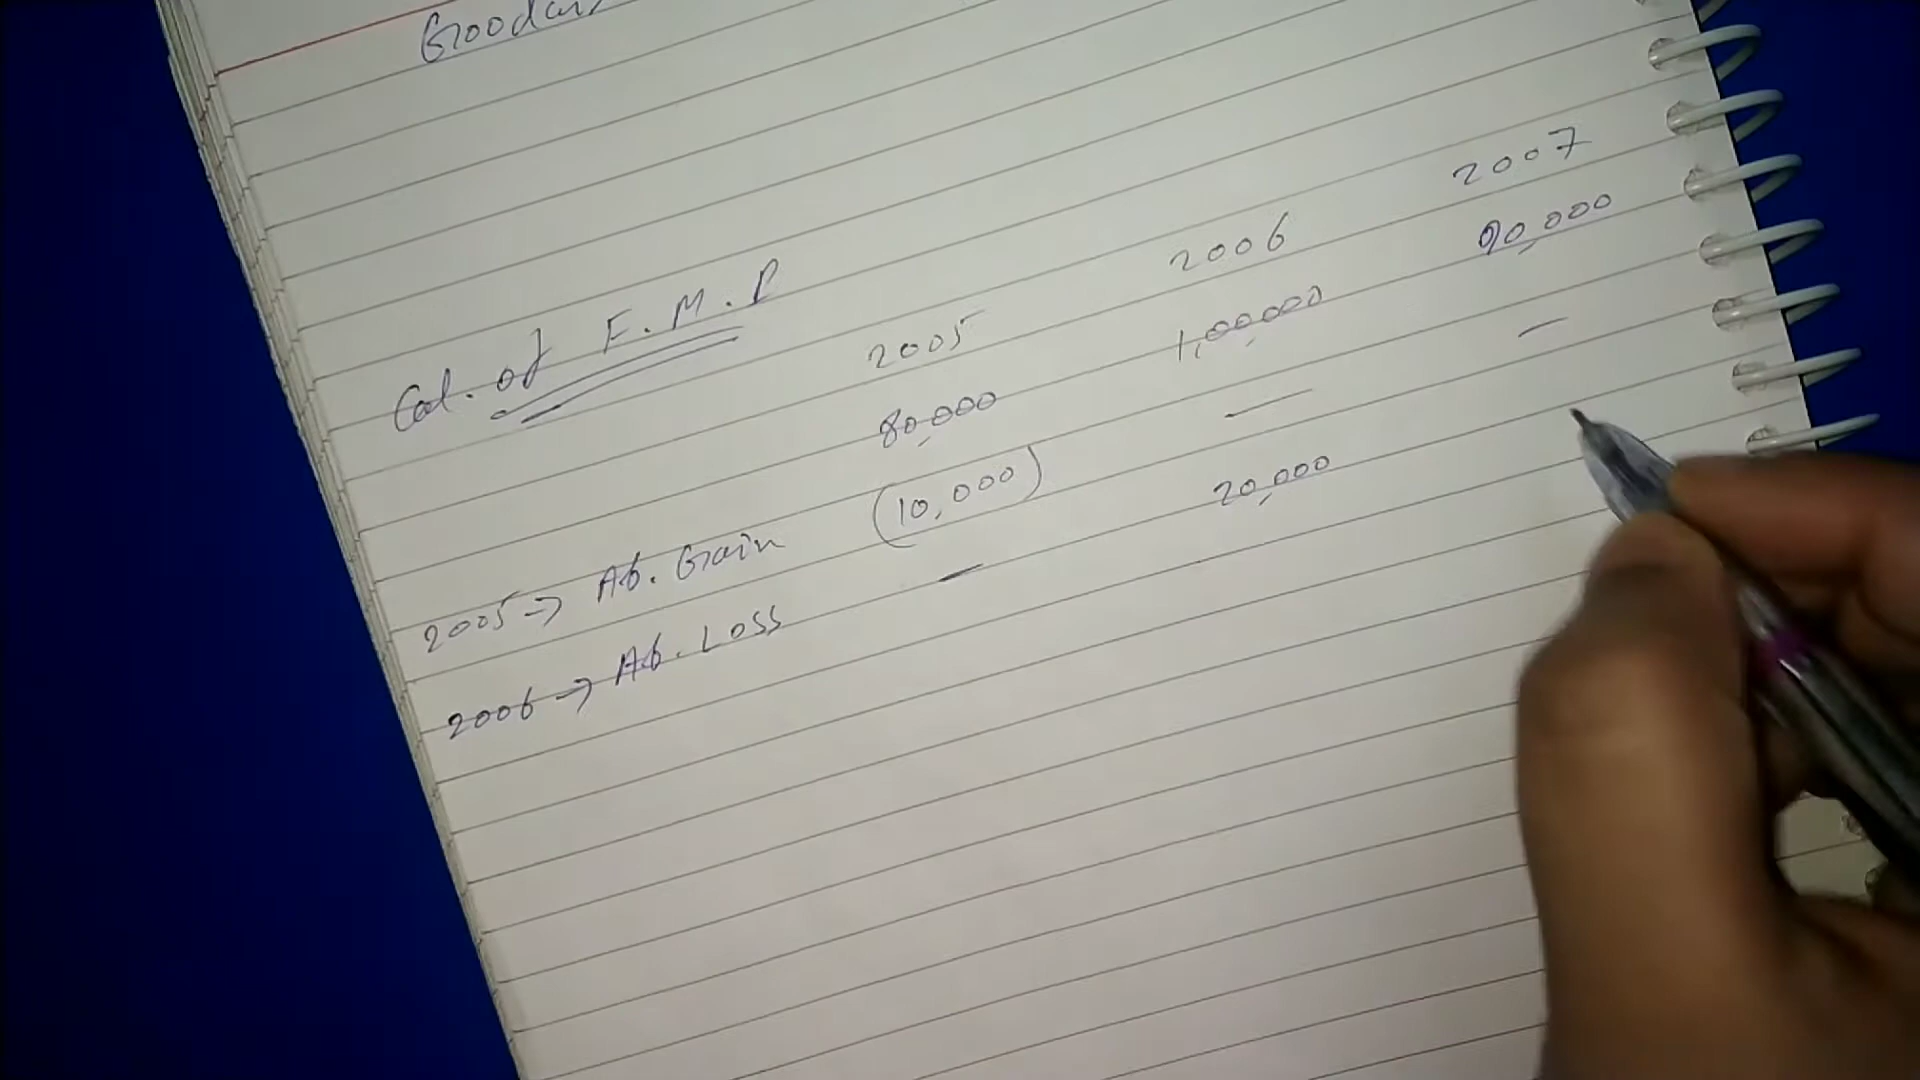 Cal. of F.M.P
2005 2006 2007
80,000 1,00,000 90,000
2005 → Ab. Gain (10,000) — —
2006 → Ab. Loss — 20,000